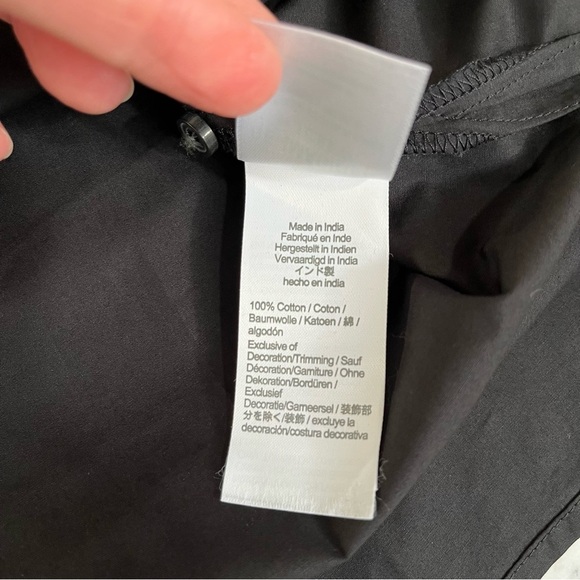 Made in India
Fabriqué en Inde
Hergestellt in Indien
Vervaardigd in India
インド製
hecho en india
100% Cotton / Coton /
Baumwolle / Katoen / 綿 /
algodón
Exclusive of
Decoration/Trimming / Sauf
Décoration/Garniture / Ohne
Dekoration/Bordüren /
Exclusief
Decoratie/Garneersel / 装飾部
分を除く/装飾 / excluye la
decoración/costura decorativa